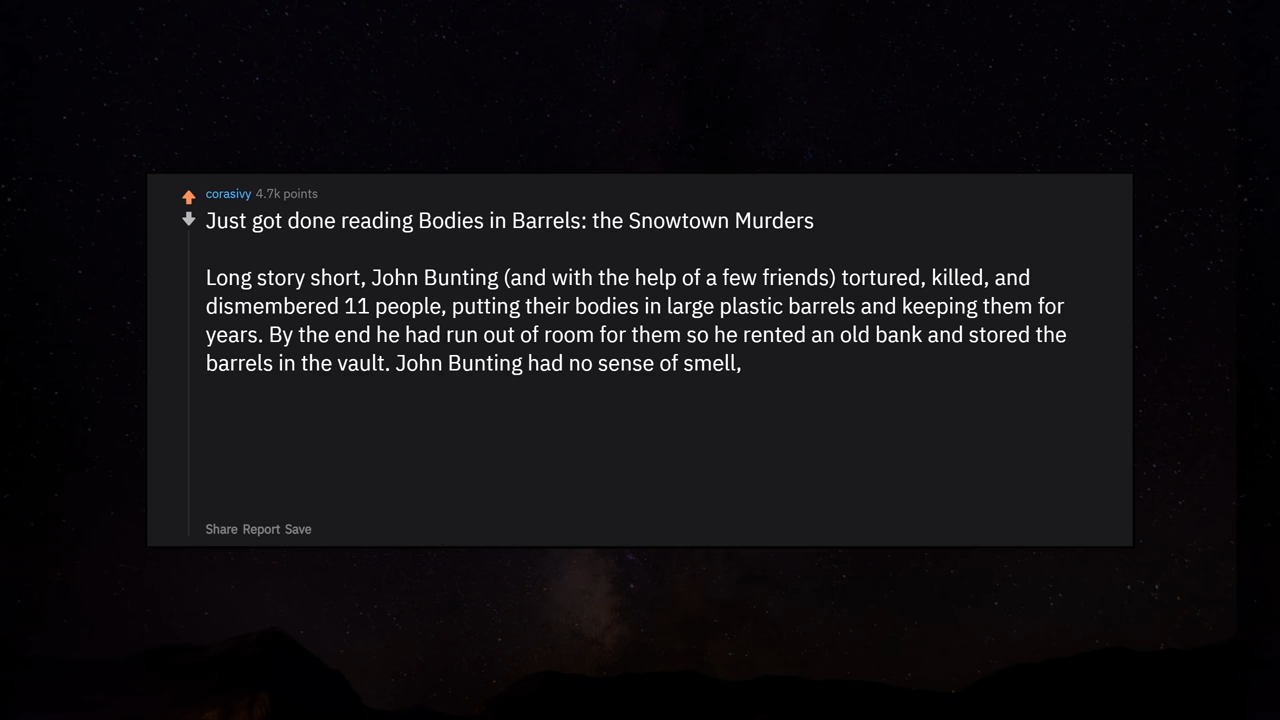 corasivy 4.7k points
Just got done reading Bodies in Barrels: the Snowtown Murders
Long story short, John Bunting (and with the help of a few friends) tortured, killed, and
dismembered 11 people, putting their bodies in large plastic barrels and keeping them for
years. By the end he had run out of room for them so he rented an old bank and stored the
barrels in the vault. John Bunting had no sense of smell,
Share Report Save